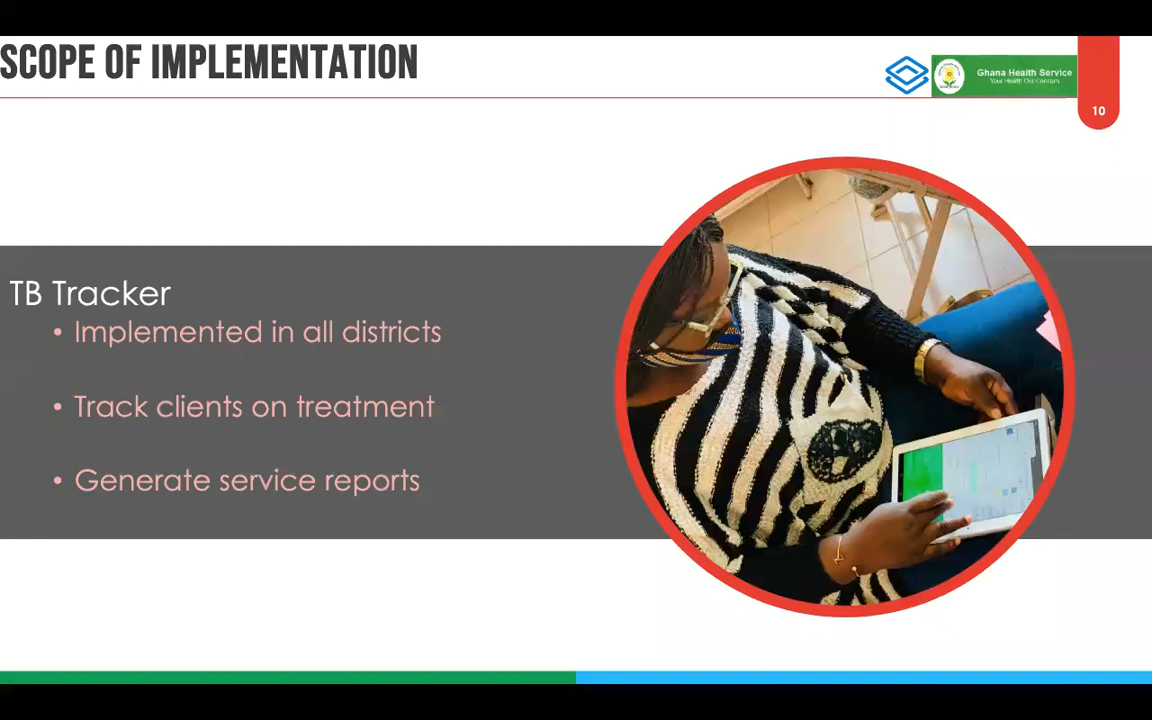 SCOPE OF IMPLEMENTATION
Ghana Health Service
Your Health Our Concern
10
TB Tracker
• Implemented in all districts
• Track clients on treatment
• Generate service reports